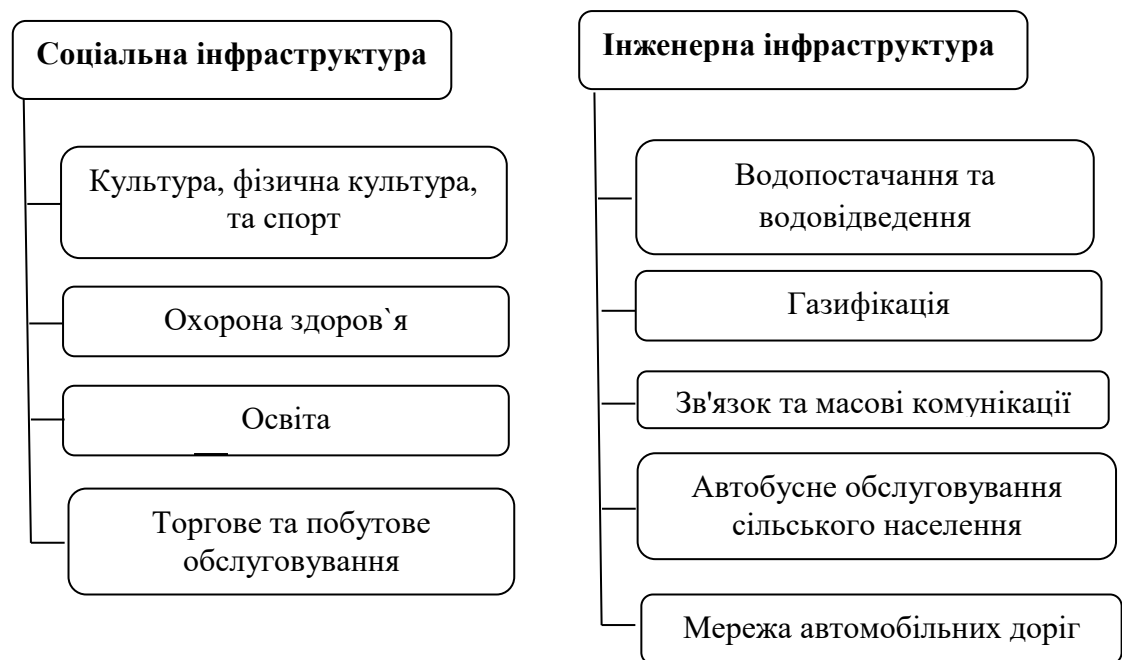 Соціальна інфраструктура
Культура, фізична культура,
та спорт
Охорона здоров`я
Освіта
Торгове та побутове
обслуговування
Інженерна інфраструктура
Водопостачання та
водовідведення
Газифікація
Зв'язок та масові комунікації
Автобусне обслуговування
сільського населення
Мережа автомобільних доріг